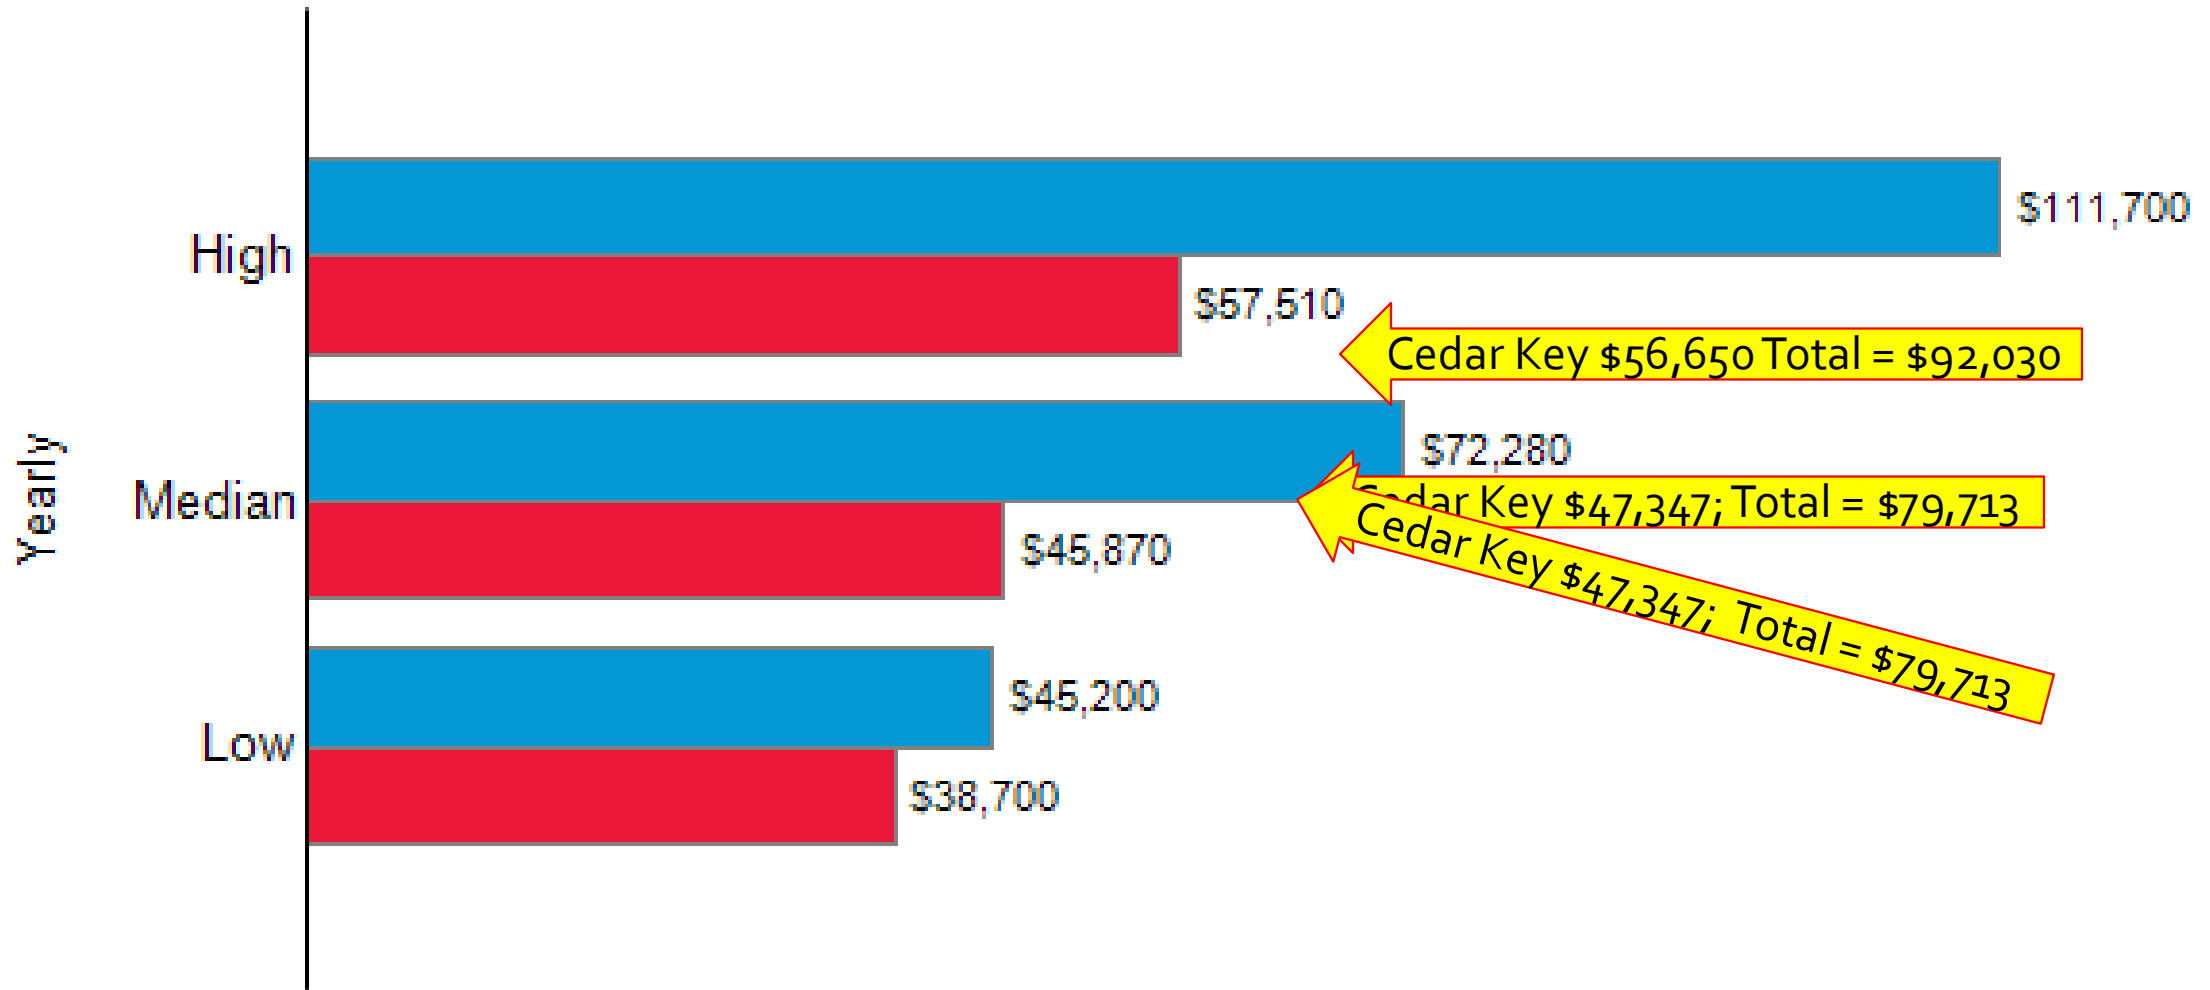 Yearly
High
$111,700
$57,510
Cedar Key $56,650 Total = $92,030
Median
$72,280
Cedar Key $47,347; Total = $79,713
Cedar Key $47,347; Total = $79,713
$45,870
Low
$45,200
$38,700